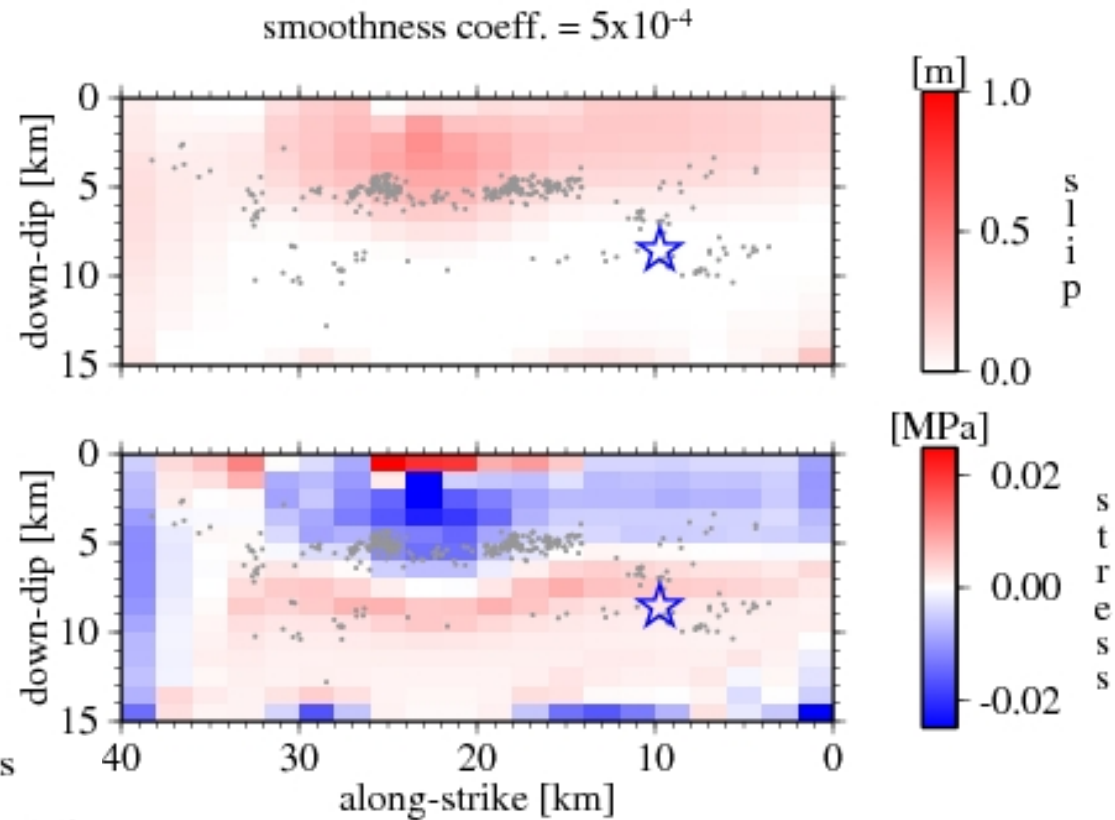 smoothness coeff. = 5x10⁻⁴
[m]
0
5
10
15
down-dip [km]
1.0
0.5
0.0
slip
[MPa]
0
5
10
15
down-dip [km]
0.02
0.00
-0.02
stress
s
40 30 20 10 0
along-strike [km]